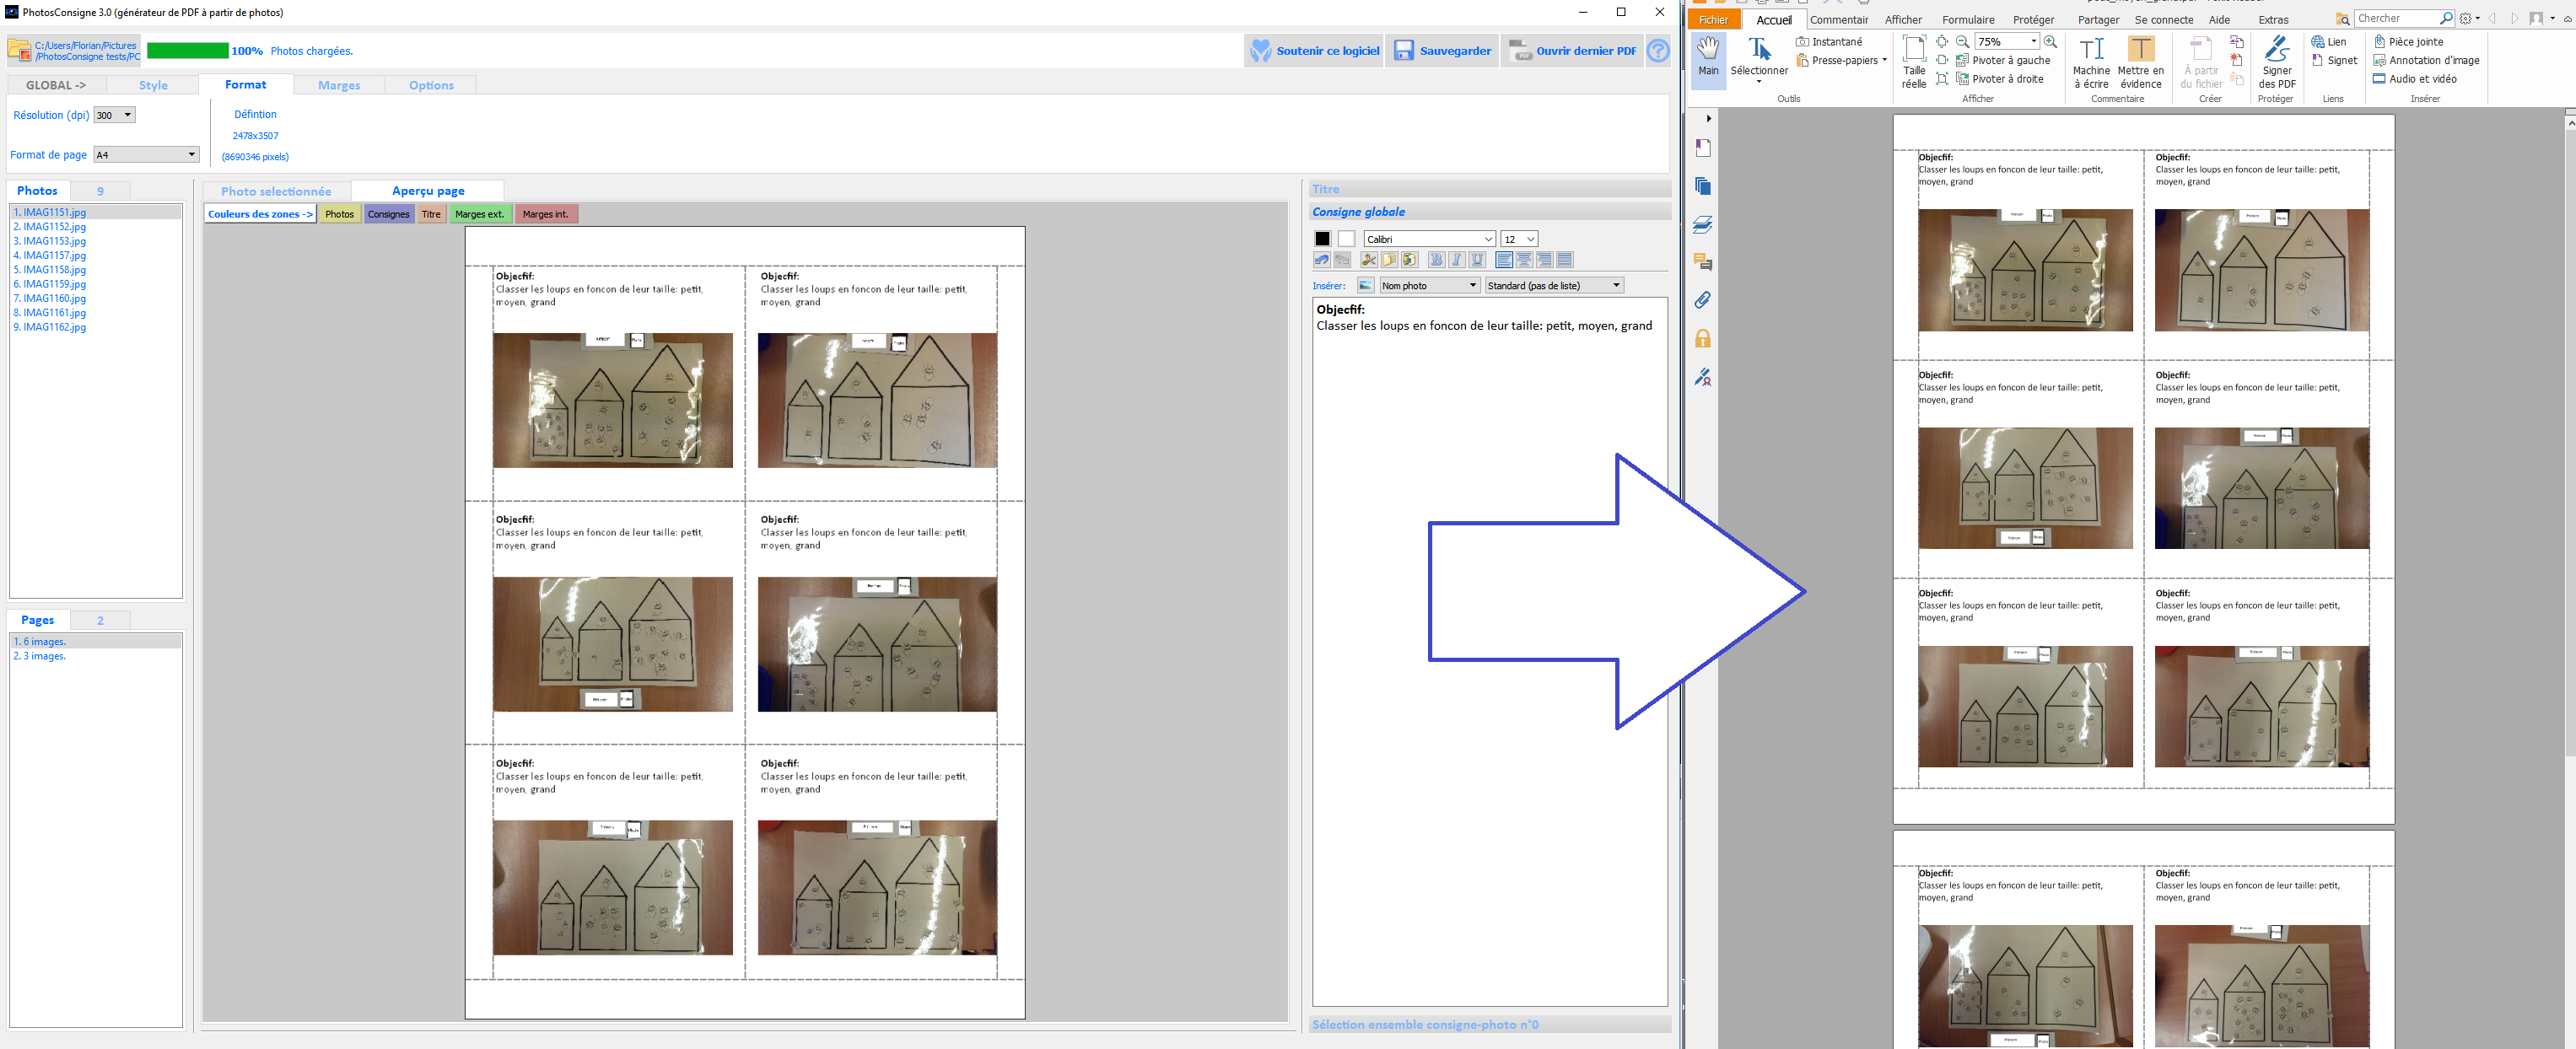 PhotosConsigne 3.0 (générateur de PDF à partir de photos)
C:/Users/Florian/Pictures
/PhotosConsigne tests/PC
100% Photos chargées.
Soutenir ce logiciel
Sauvegarder
Ouvrir dernier PDF
GLOBAL -> Style Format Marges Options
Résolution (dpi) 300
Défintion
2478x3507
(8690346 pixels)
Format de page A4
Photos 9
1. IMAG1151.jpg
2. IMAG1152.jpg
3. IMAG1153.jpg
4. IMAG1157.jpg
5. IMAG1158.jpg
6. IMAG1159.jpg
7. IMAG1160.jpg
8. IMAG1161.jpg
9. IMAG1162.jpg
Pages 2
1. 6 images.
2. 3 images.
Photo selectionnée Aperçu page
Couleurs des zones -> Photos Consignes Titre Marges ext. Marges int.
Objectif:
Classer les loups en foncon de leur taille: petit,
moyen, grand
Objectif:
Classer les loups en foncon de leur taille: petit,
moyen, grand
Objectif:
Classer les loups en foncon de leur taille: petit,
moyen, grand
Objectif:
Classer les loups en foncon de leur taille: petit,
moyen, grand
Objectif:
Classer les loups en foncon de leur taille: petit,
moyen, grand
Objectif:
Classer les loups en foncon de leur taille: petit,
moyen, grand
Titre
Consigne globale
Calibri 12
B I U
Insérer: Nom photo Standard (pas de liste)
Objectif:
Classer les loups en foncon de leur taille: petit, moyen, grand
Sélection ensemble consigne-photo n°0
Fichier Accueil Commentair Afficher Formulaire Protéger Partager Se connecte Aide Extras Chercher
Main
Sélectionner
Instantané
Presse-papiers
Outils
Taille
réelle
75%
Pivoter à gauche
Pivoter à droite
Afficher
Machine
à écrire
Mettre en
évidence
Commentaire
À partir
du fichier
Créer
Signer
des PDF
Protéger
Lien
Signet
Liens
Pièce jointe
Annotation d'image
Audio et vidéo
Insérer
Objectif:
Classer les loups en foncon de leur taille: petit,
moyen, grand
Objectif:
Classer les loups en foncon de leur taille: petit,
moyen, grand
Objectif:
Classer les loups en foncon de leur taille: petit,
moyen, grand
Objectif:
Classer les loups en foncon de leur taille: petit,
moyen, grand
Objectif:
Classer les loups en foncon de leur taille: petit,
moyen, grand
Objectif:
Classer les loups en foncon de leur taille: petit,
moyen, grand
Objectif:
Classer les loups en foncon de leur taille: petit,
moyen, grand
Objectif:
Classer les loups en foncon de leur taille: petit,
moyen, grand